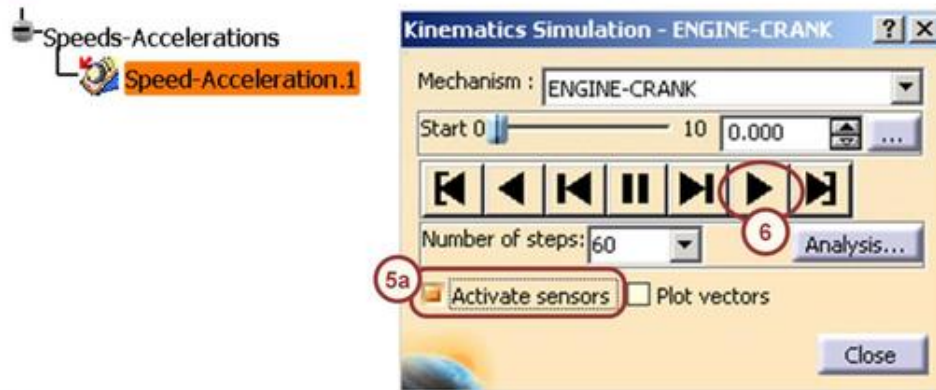 Speeds-Accelerations
Speed-Acceleration.1
Kinematics Simulation - ENGINE-CRANK ? X
Mechanism : ENGINE-CRANK
Start 0 10 0.000 ...
6
Number of steps: 60 Analysis...
5a
Activate sensors Plot vectors
Close